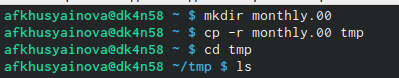 afkhusyainova@dk4n58 ~ $ mkdir monthly.00
afkhusyainova@dk4n58 ~ $ cp -r monthly.00 tmp
afkhusyainova@dk4n58 ~ $ cd tmp
afkhusyainova@dk4n58 ~/tmp $ ls